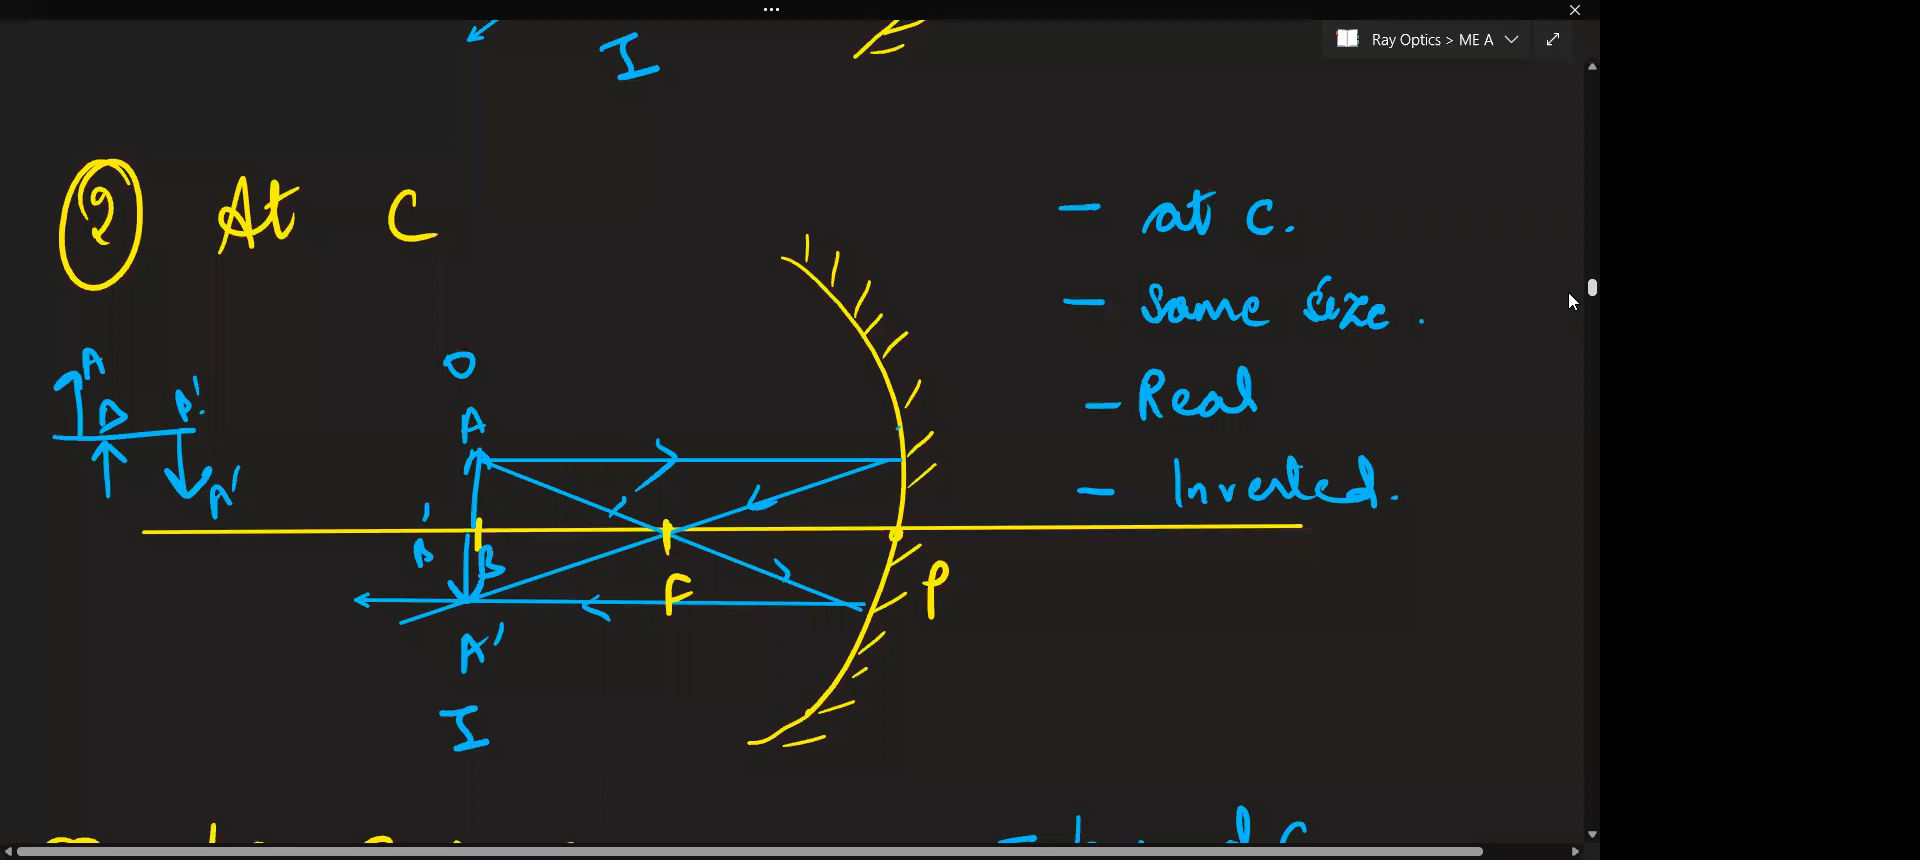 Ray Optics > ME A
I
2 At C
- at c.
- Same size.
- Real
- Inverted.
O
A
A
B'
B
F
P
A'
A'
I